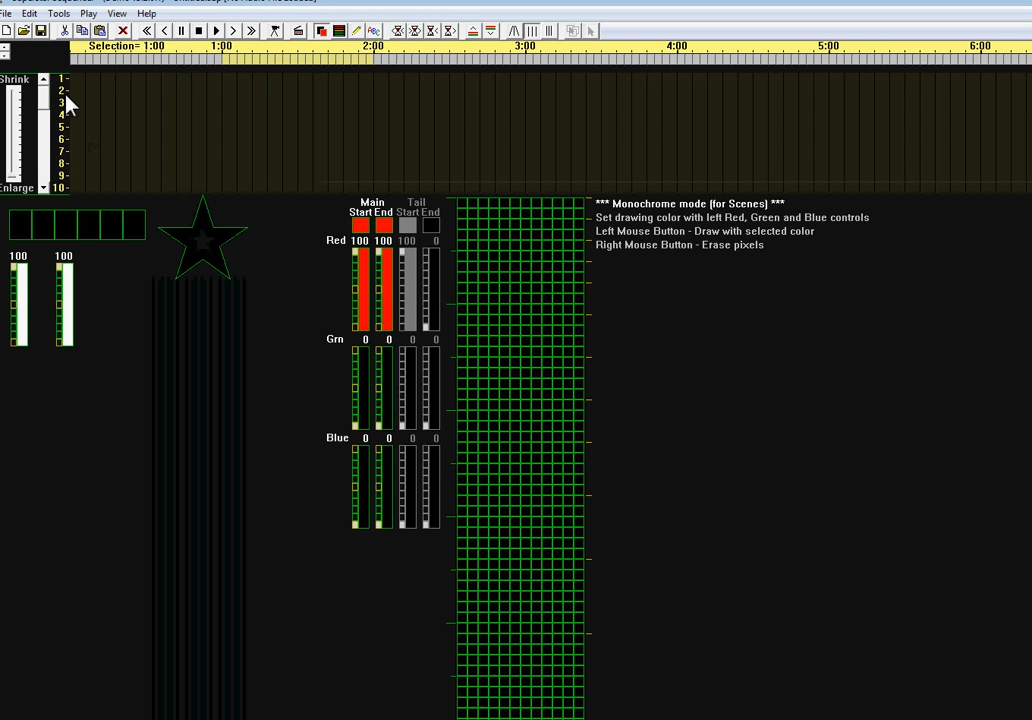 File Edit Tools Play View Help
Selection= 1:00 1:00 2:00 3:00 4:00 5:00 6:00
Shrink
1
2
3
4
5
6
7
8
9
Enlarge 10
Main Tail
Start End Start End
Red 100 100 100 0
100 100
Grn 0 0 0 0
Blue 0 0 0 0
*** Monochrome mode (for Scenes) ***
Set drawing color with left Red, Green and Blue controls
Left Mouse Button - Draw with selected color
Right Mouse Button - Erase pixels